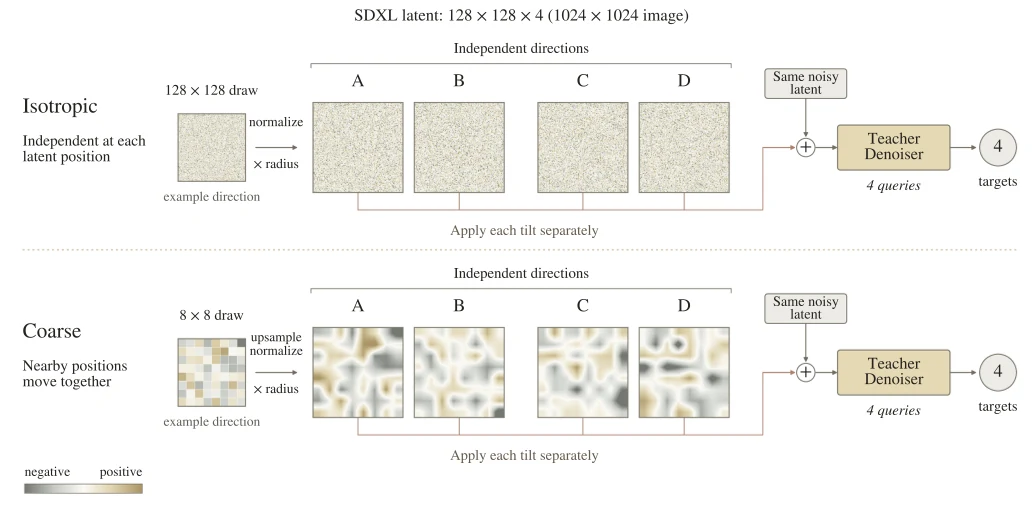 SDXL latent: 128 × 128 × 4 (1024 × 1024 image)
Independent directions
A
B
C
D
Isotropic
Independent at each
latent position
128 × 128 draw
example direction
normalize
× radius
Apply each tilt separately
Same noisy
latent
+
Teacher
Denoiser
4 queries
4
targets
Independent directions
A
B
C
D
Coarse
Nearby positions
move together
8 × 8 draw
example direction
upsample
normalize
× radius
Apply each tilt separately
Same noisy
latent
+
Teacher
Denoiser
4 queries
4
targets
negative
positive